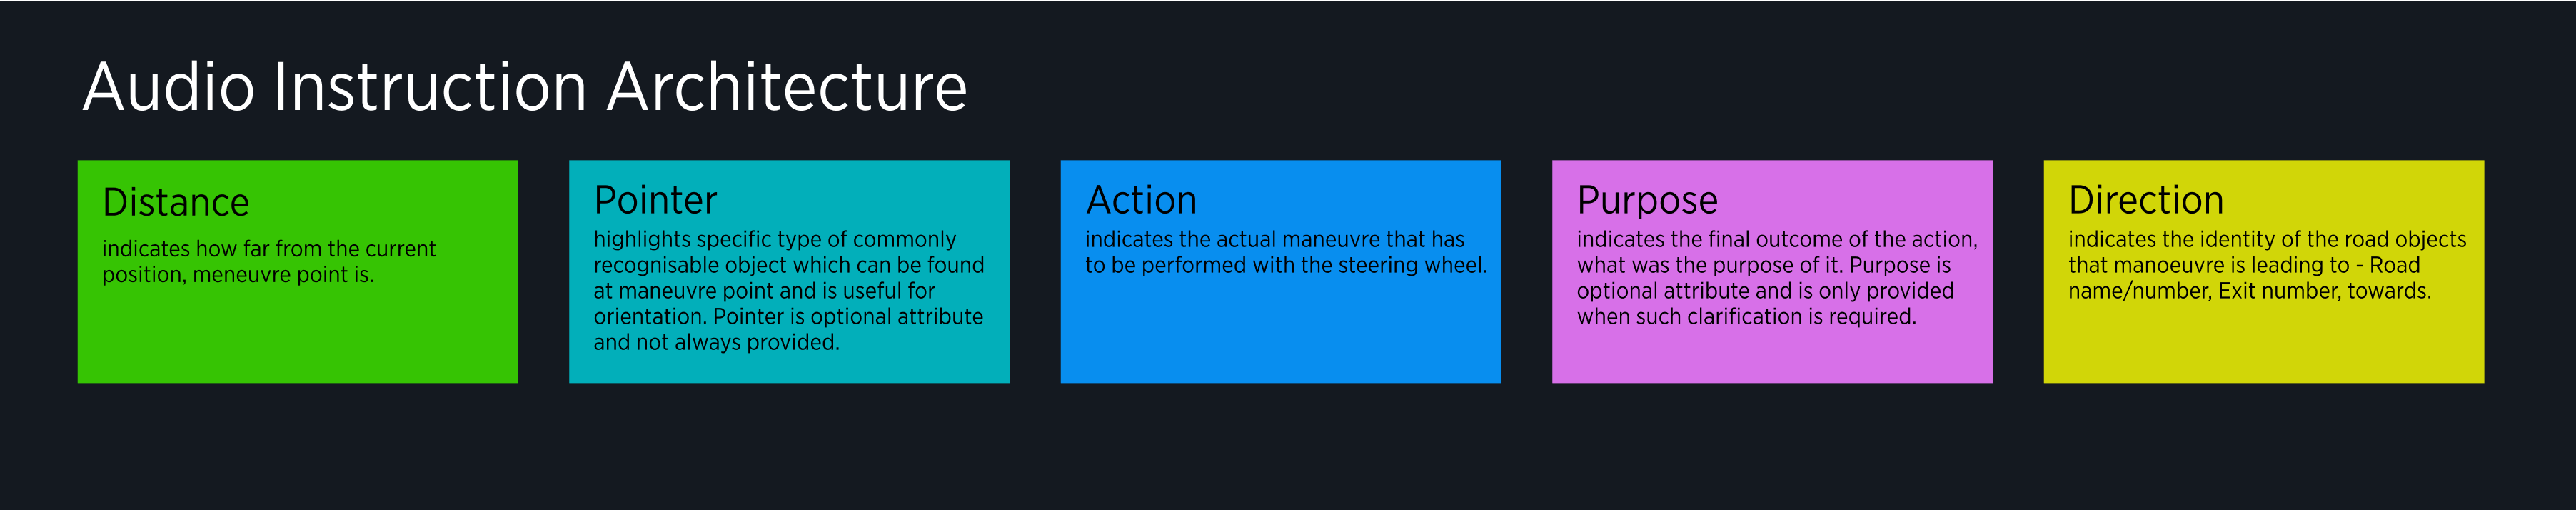 Audio Instruction Architecture
Distance
indicates how far from the current
position, meneuvre point is.
Pointer
highlights specific type of commonly
recognisable object which can be found
at maneuvre point and is useful for
orientation. Pointer is optional attribute
and not always provided.
Action
indicates the actual maneuvre that has
to be performed with the steering wheel.
Purpose
indicates the final outcome of the action,
what was the purpose of it. Purpose is
optional attribute and is only provided
when such clarification is required.
Direction
indicates the identity of the road objects
that manoeuvre is leading to - Road
name/number, Exit number, towards.